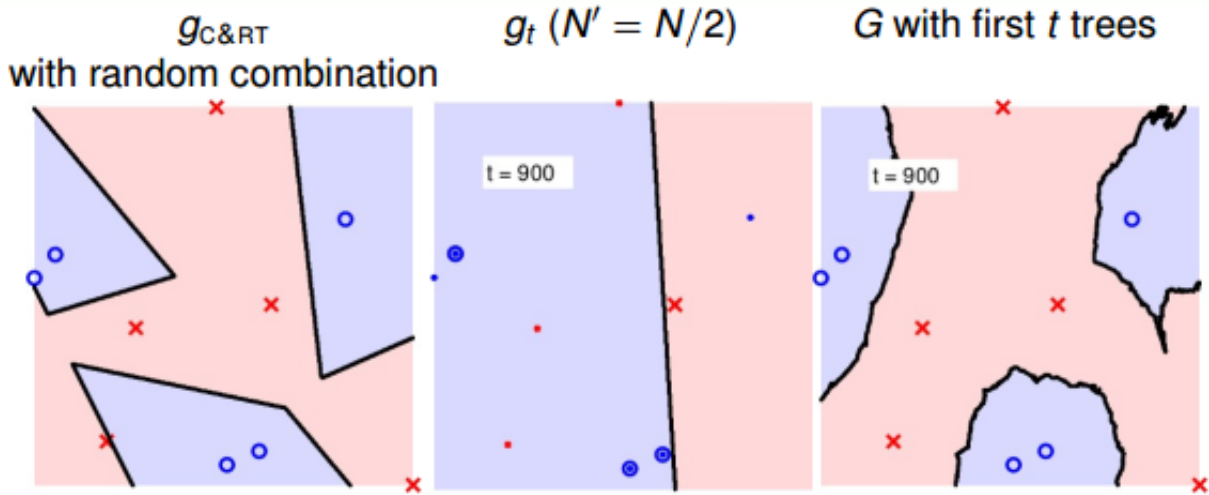 g_C&RT
with random combination
g_t (N′ = N/2)
G with first t trees
t = 900
t = 900